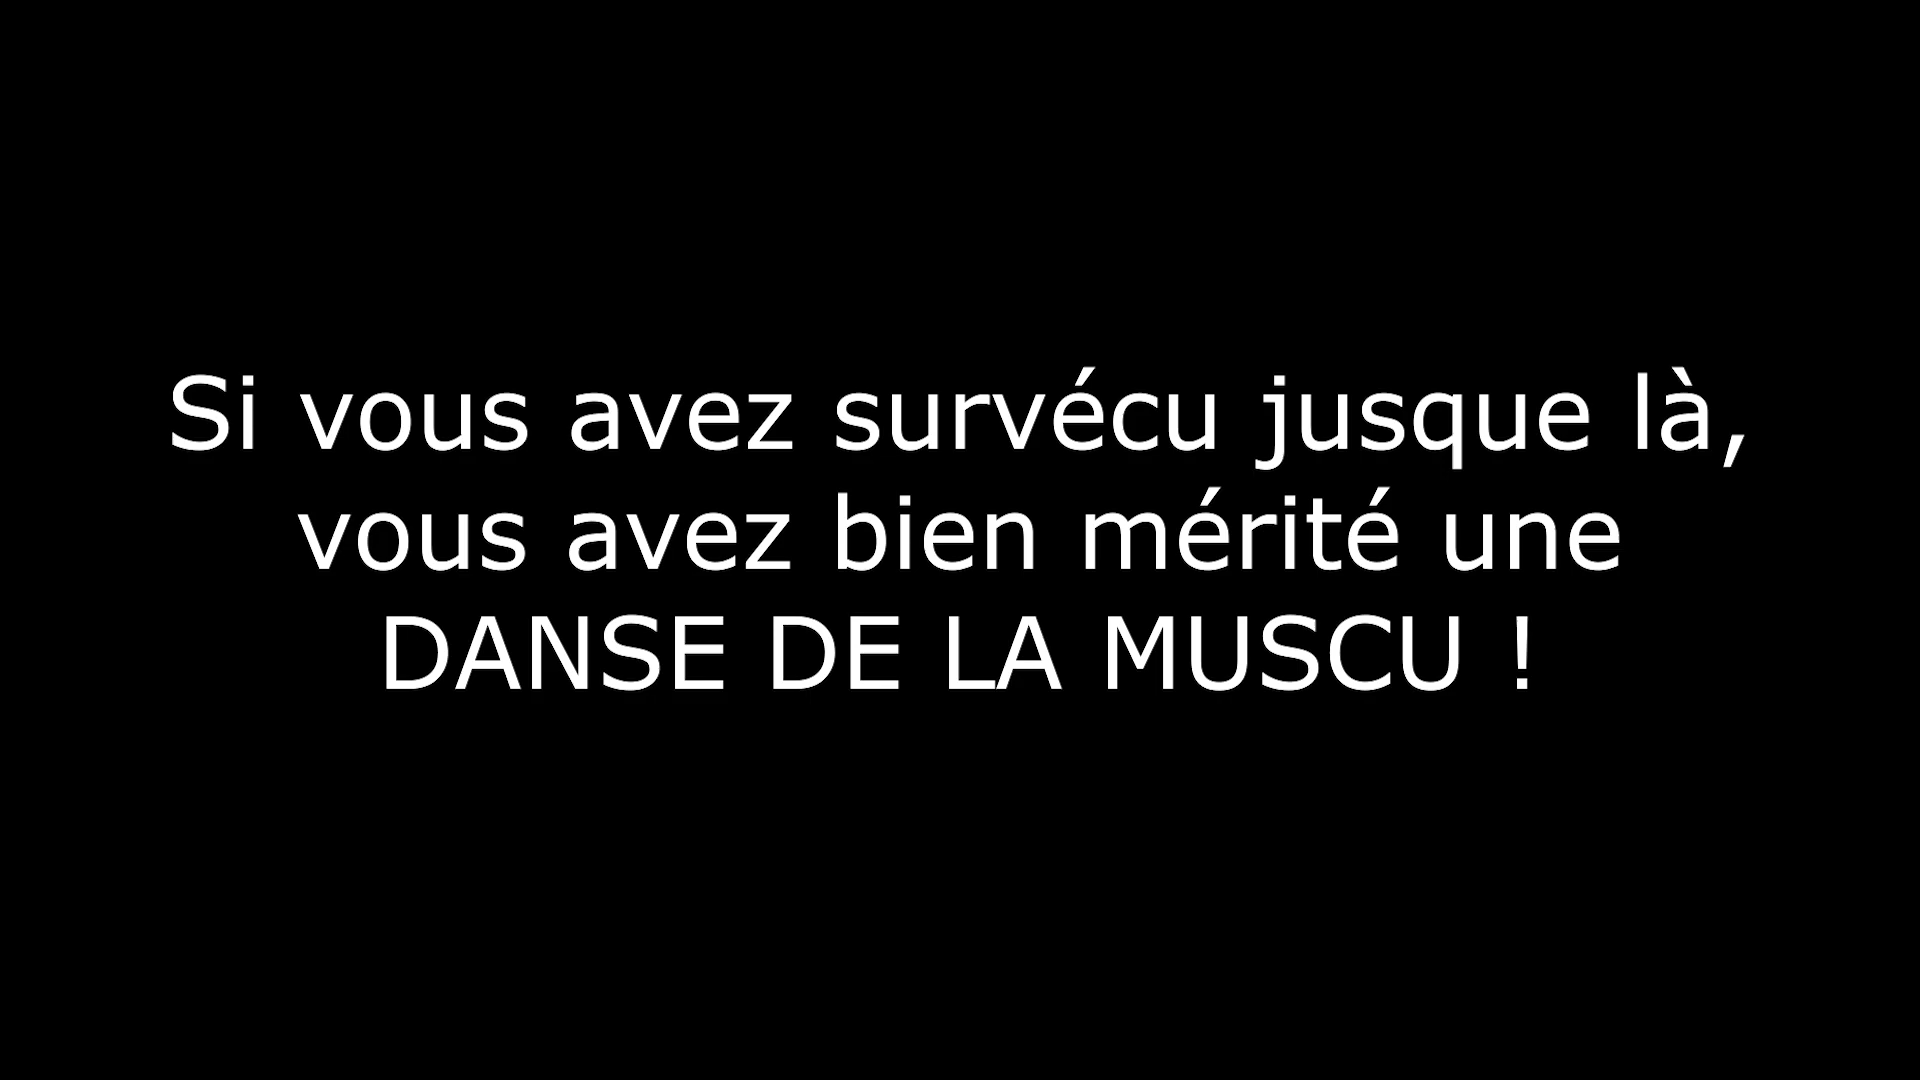 Si vous avez survécu jusque là,
vous avez bien mérité une
DANSE DE LA MUSCU !